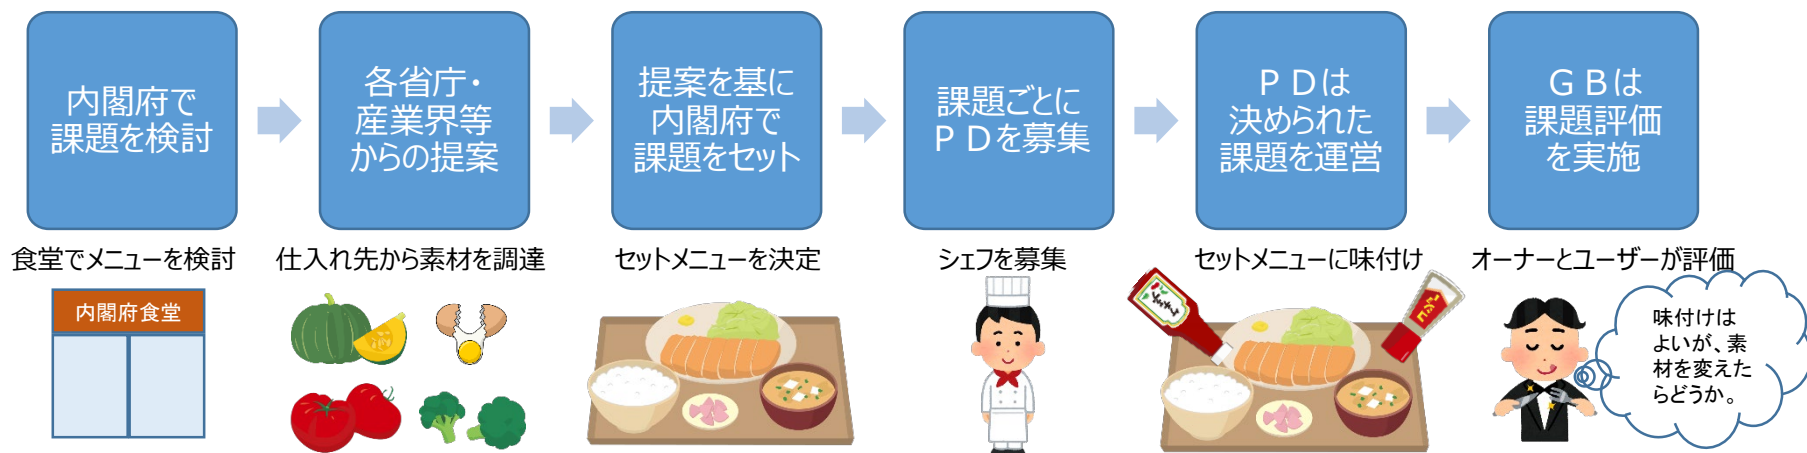 内閣府で
課題を検討
各省庁・
産業界等
からの提案
提案を基に
内閣府で
課題をセット
課題ごとに
ＰＤを募集
ＰＤは
決められた
課題を運営
ＧＢは
課題評価
を実施
食堂でメニューを検討
仕入れ先から素材を調達
セットメニューを決定
シェフを募集
セットメニューに味付け
オーナーとユーザーが評価
内閣府食堂
味付けは
よいが、素
材を変えた
らどうか。